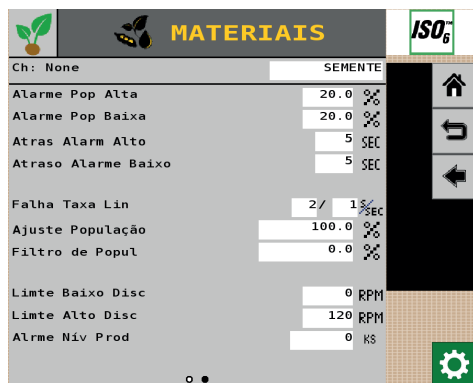 MATERIAIS
ISO™6
Ch: None SEMENTE
Alarme Pop Alta 20.0 %
Alarme Pop Baixa 20.0 %
Atras Alarm Alto 5 SEC
Atraso Alarme Baixo 5 SEC
Falha Taxa Lin 2/ 1 S/SEC
Ajuste População 100.0 %
Filtro de Popul 0.0 %
Limte Baixo Disc 0 RPM
Limte Alto Disc 120 RPM
Alrme Nív Prod 0 KS